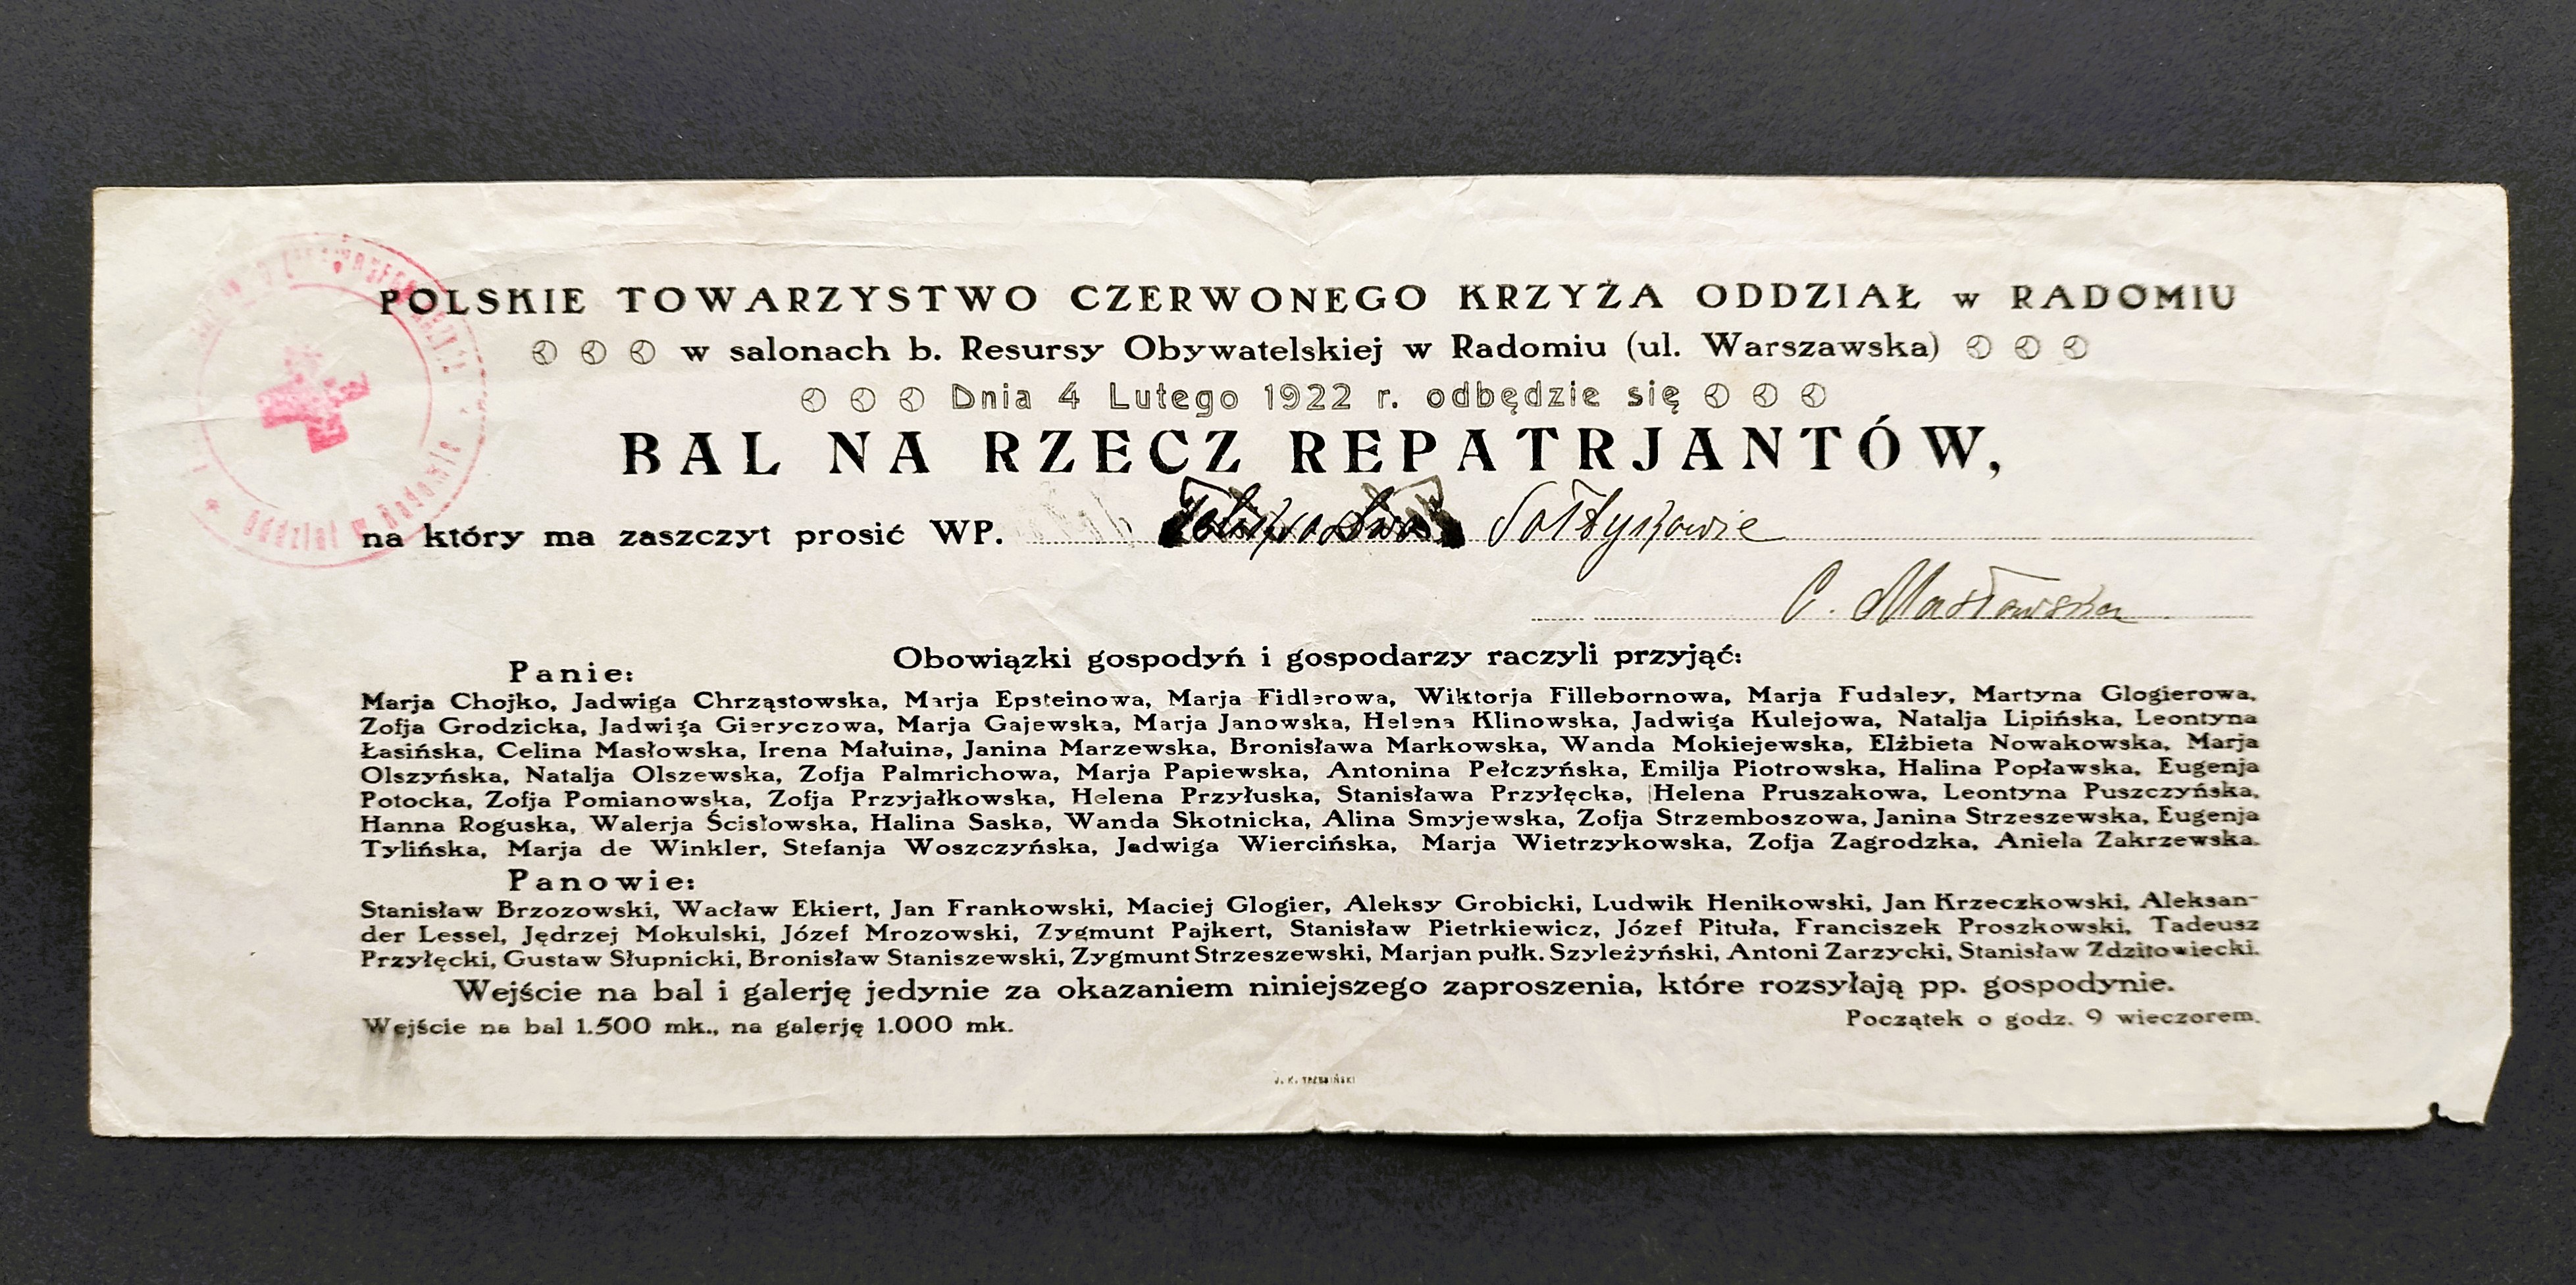 POLSKIE TOWARZYSTWO CZERWONEGO KRZYŻA ODDZIAŁ w RADOMIU
w salonach b. Resursy Obywatelskiej w Radomiu (ul. Warszawska)
Dnia 4 Lutego 1922 r. odbędzie się
BAL NA RZECZ REPATRJANTÓW,
na który ma zaszczyt prosić WP. Sołtykowie
C. Masłowska
Obowiązki gospodyń i gospodarzy raczyli przyjąć:
Panie:
Marja Chojko, Jadwiga Chrząstowska, Marja Epsteinowa, Marja Fidlerowa, Wiktorja Fillebornowa, Marja Fudaley, Martyna Glogierowa,
Zofja Grodzicka, Jadwiga Gieryczowa, Marja Gajewska, Marja Janowska, Helena Klinowska, Jadwiga Kulejowa, Natalja Lipińska, Leontyna
Łasińska, Celina Masłowska, Irena Małuina, Janina Marzewska, Bronisława Markowska, Wanda Mokiejewska, Elżbieta Nowakowska, Marja
Olszyńska, Natalja Olszewska, Zofja Palmrichowa, Marja Papiewska, Antonina Pełczyńska, Emilja Piotrowska, Halina Popławska, Eugenja
Potocka, Zofja Pomianowska, Zofja Przyjałkowska, Helena Przyłuska, Stanisława Przyłęcka, Helena Pruszakowa, Leontyna Puszczyńska,
Hanna Roguska, Walerja Ścisłowska, Halina Saska, Wanda Skotnicka, Alina Smyjewska, Zofja Strzemboszowa, Janina Strzeszewska, Eugenja
Tylińska, Marja de Winkler, Stefanja Woszczyńska, Jadwiga Wiercińska, Marja Wietrzykowska, Zofja Zagrodzka, Aniela Zakrzewska.
Panowie:
Stanisław Brzozowski, Wacław Ekiert, Jan Frankowski, Maciej Glogier, Aleksy Grobicki, Ludwik Henikowski, Jan Krzeczkowski, Aleksan-
der Lessel, Jędrzej Mokulski, Józef Mrozowski, Zygmunt Pajkert, Stanisław Pietrkiewicz, Józef Pituła, Franciszek Proszkowski, Tadeusz
Przyłęcki, Gustaw Słupnicki, Bronisław Staniszewski, Zygmunt Strzeszewski, Marjan pułk. Szyleżyński, Antoni Zarzycki, Stanisław Zdzitowiecki.
Wejście na bal i galerję jedynie za okazaniem niniejszego zaproszenia, które rozsyłają pp. gospodynie.
Wejście na bal 1.500 mk., na galerję 1.000 mk.
Początek o godz. 9 wieczorem.
J. K. TRZEBIŃSKI
Oddział w Radomiu